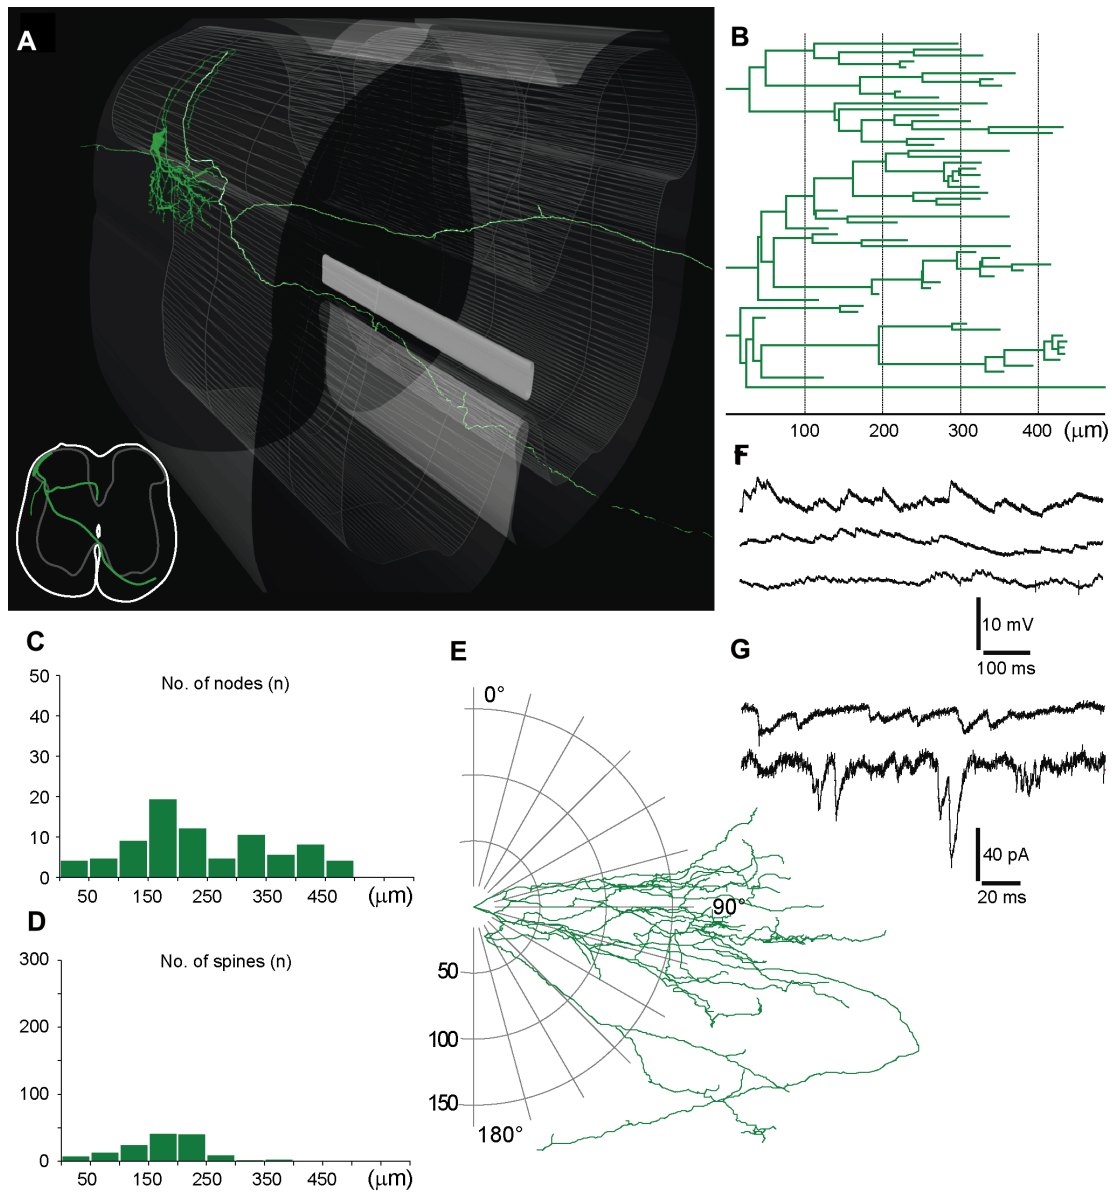 A
B
100 200 300 400 (μm)
F
10 mV
100 ms
C
No. of nodes (n)
50
40
30
20
10
0
50 150 250 350 450 (μm)
D
No. of spines (n)
300
200
100
0
50 150 250 350 450 (μm)
E
0°
90°
50
100
150
180°
G
40 pA
20 ms